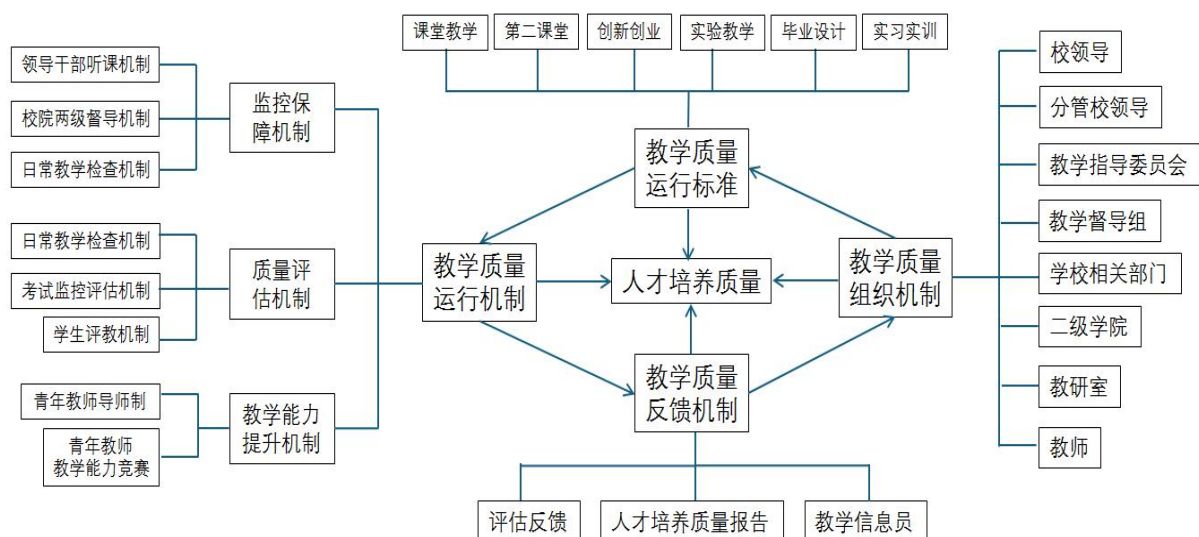 课堂教学
第二课堂
创新创业
实验教学
毕业设计
实习实训
领导干部听课机制
校院两级督导机制
日常教学检查机制
监控保
障机制
日常教学检查机制
考试监控评估机制
学生评教机制
质量评
估机制
青年教师导师制
青年教师
教学能力竞赛
教学能力
提升机制
教学质量
运行标准
教学质量
运行机制
人才培养质量
教学质量
组织机制
教学质量
反馈机制
评估反馈
人才培养质量报告
教学信息员
校领导
分管校领导
教学指导委员会
教学督导组
学校相关部门
二级学院
教研室
教师